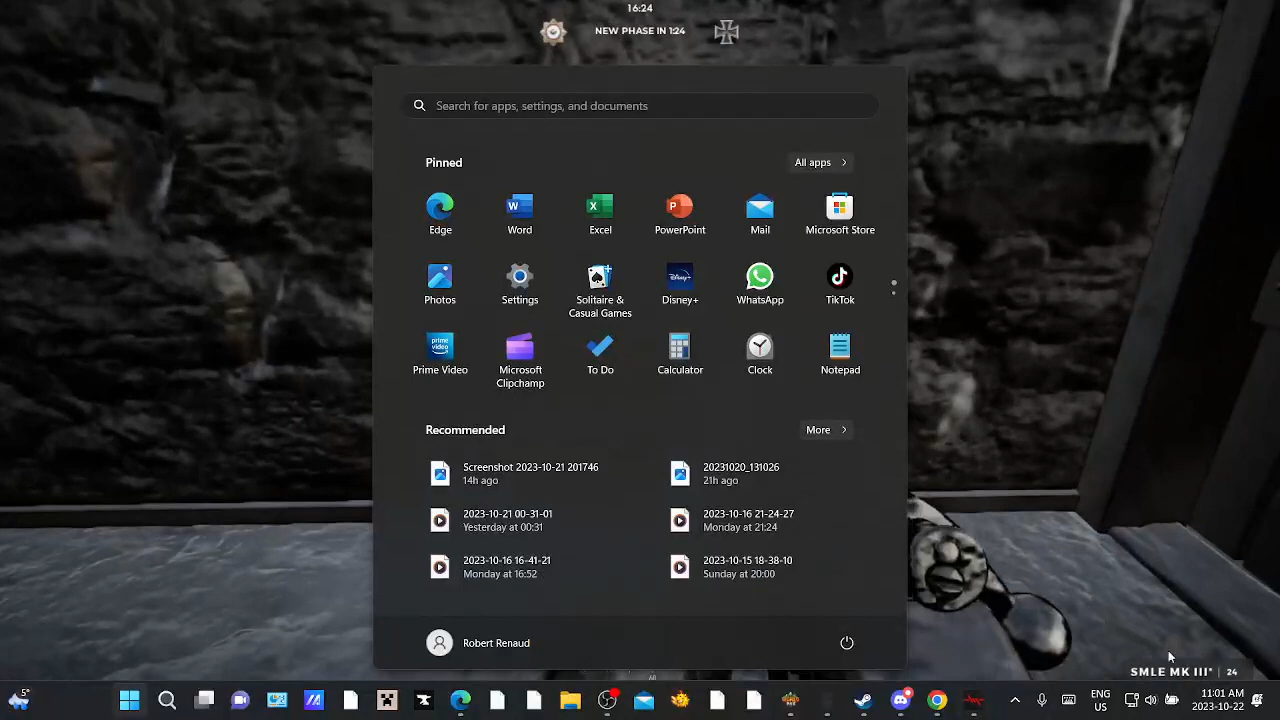 16:24
NEW PHASE IN 1:24
Search for apps, settings, and documents
Pinned
All apps
Edge
Word
Excel
PowerPoint
Mail
Microsoft Store
Photos
Settings
Solitaire &
Casual Games
Disney+
WhatsApp
TikTok
Prime Video
Microsoft
Clipchamp
To Do
Calculator
Clock
Notepad
Recommended
More
Screenshot 2023-10-21 201746
14h ago
20231020_131026
21h ago
2023-10-21 00-31-01
Yesterday at 00:31
2023-10-16 21-24-27
Monday at 21:24
2023-10-16 16-41-21
Monday at 16:52
2023-10-15 18-38-10
Sunday at 20:00
Robert Renaud
SMLE MK III* 24
5°
ENG
US
11:01 AM
2023-10-22